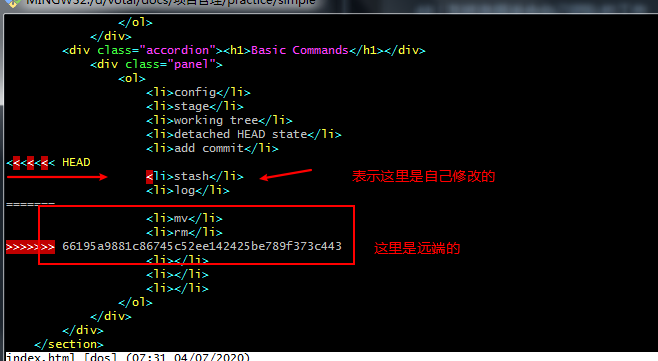 MINGW32:/d/votal/docs/项目管理/practice/simple
</ol>
</div>
<div class="accordion"><h1>Basic Commands</h1></div>
<div class="panel">
<ol>
<li>config</li>
<li>stage</li>
<li>working tree</li>
<li>detached HEAD state</li>
<li>add commit</li>
<<<<<<< HEAD
<li>stash</li> 表示这里是自己修改的
<li>log</li>
=======
<li>mv</li>
<li>rm</li>
>>>>>>> 66195a9881c86745c52ee142425be789f373c443 这里是远端的
<li></li>
<li></li>
<li></li>
</ol>
</div>
</div>
</section>
index.html [dos] (07:31 04/07/2020)